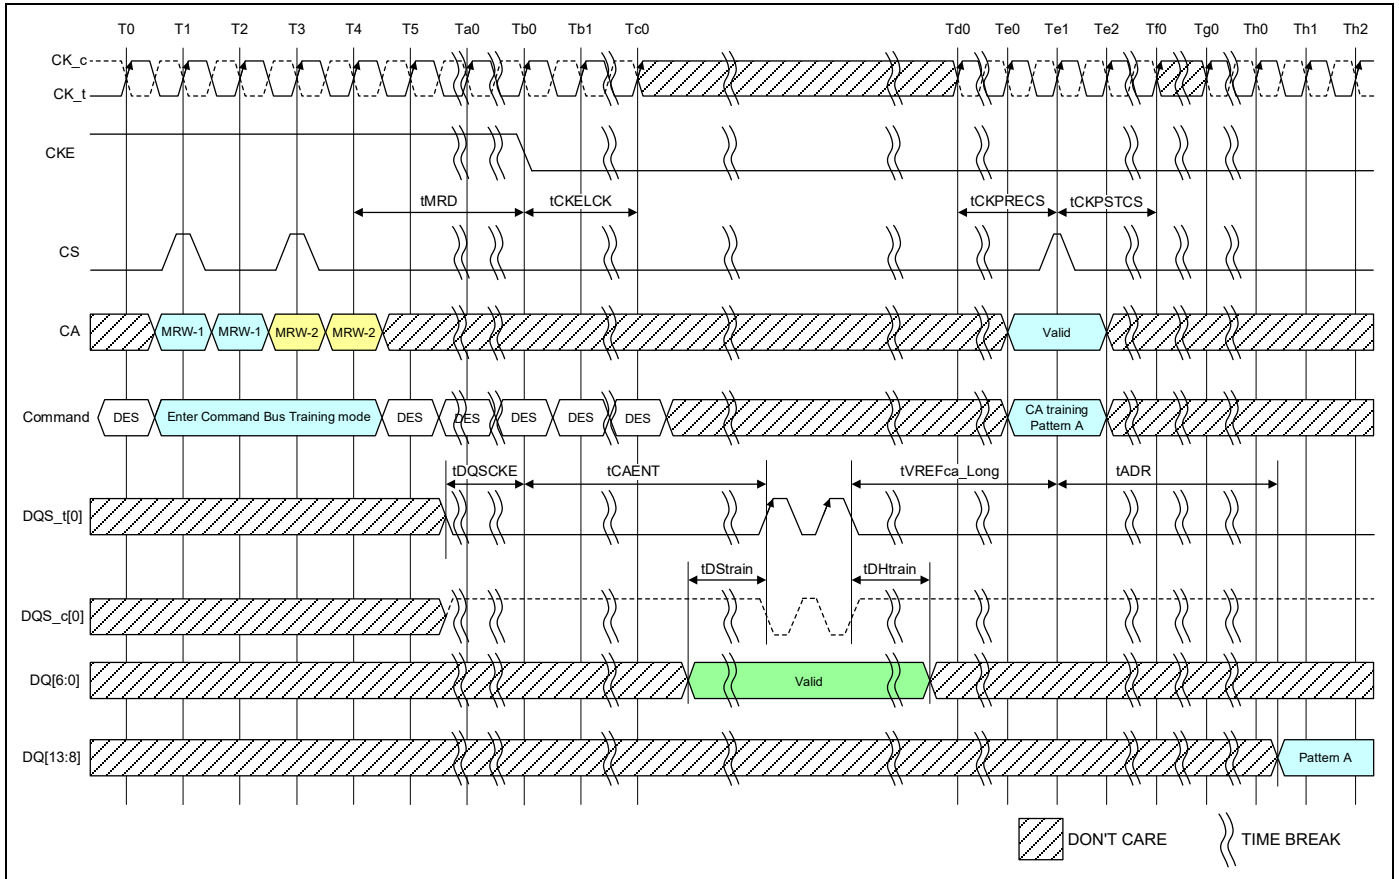 T0 T1 T2 T3 T4 T5 Ta0 Tb0 Tb1 Tc0 Td0 Te0 Te1 Te2 Tf0 Tg0 Th0 Th1 Th2
CK_c
CK_t
CKE
tMRD tCKELCK tCKPRECS tCKPSTCS
CS
CA MRW-1 MRW-1 MRW-2 MRW-2 Valid
Command DES Enter Command Bus Training mode DES DES DES DES DES CA training
Pattern A
tDQSCKE tCAENT tVREFca_Long tADR
DQS_t[0]
tDStrain tDHtrain
DQS_c[0]
DQ[6:0] Valid
DQ[13:8] Pattern A
DON'T CARE TIME BREAK